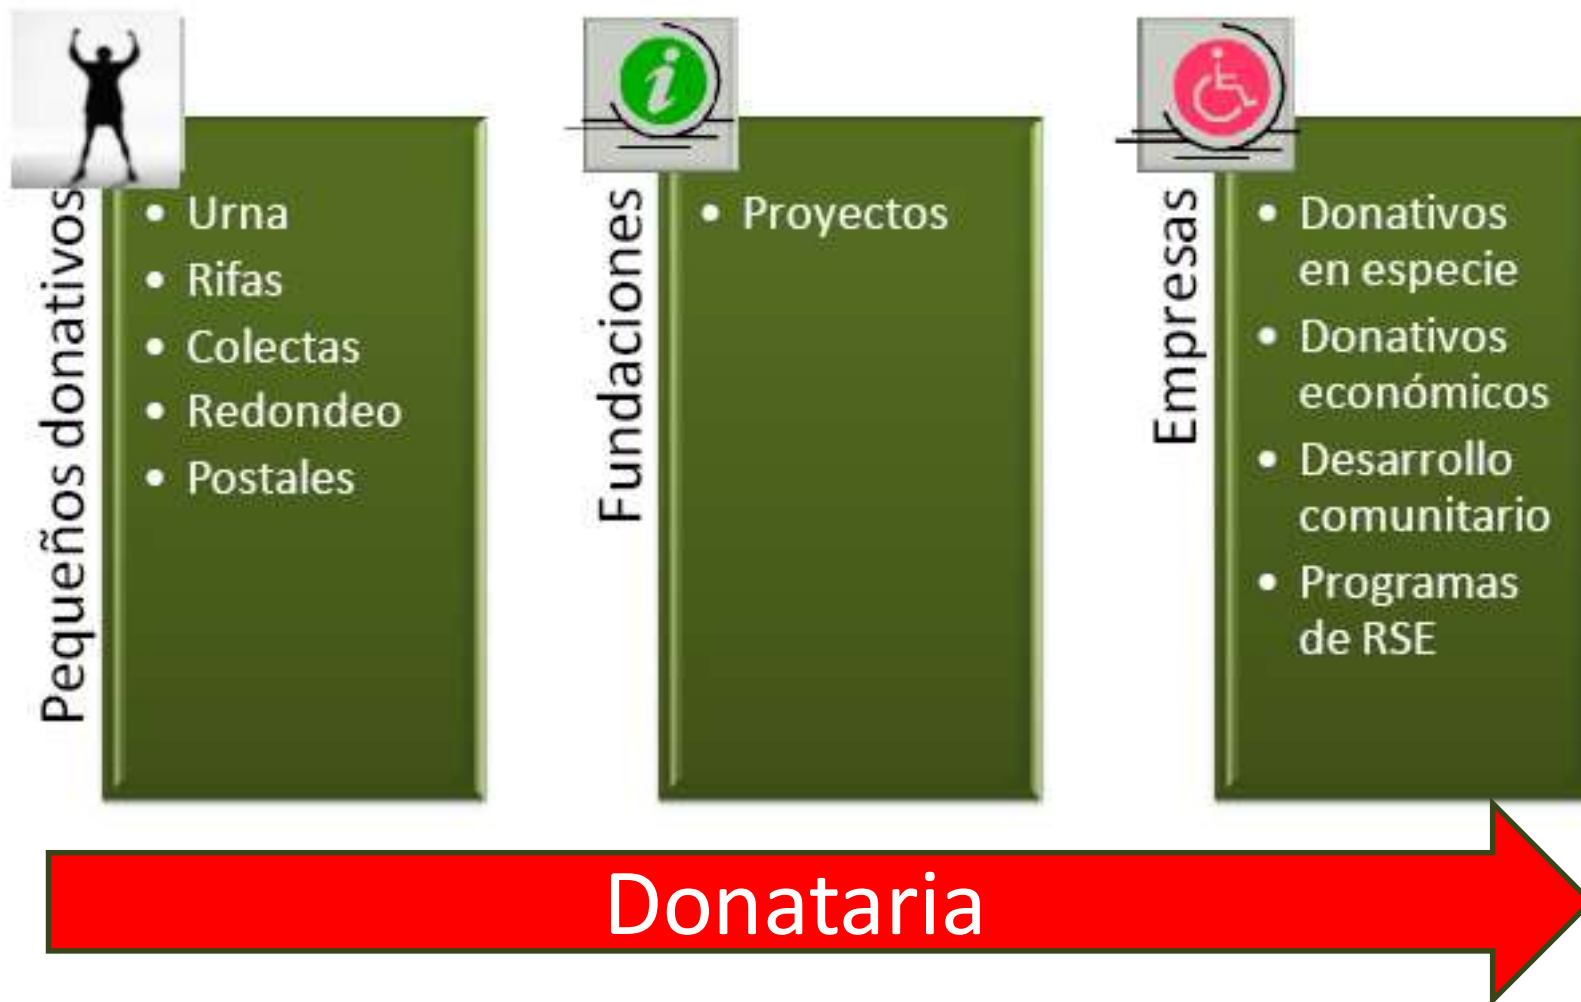 Pequeños donativos
• Urna
• Rifas
• Colectas
• Redondeo
• Postales
Fundaciones
• Proyectos
Empresas
• Donativos
en especie
• Donativos
económicos
• Desarrollo
comunitario
• Programas
de RSE
Donataria